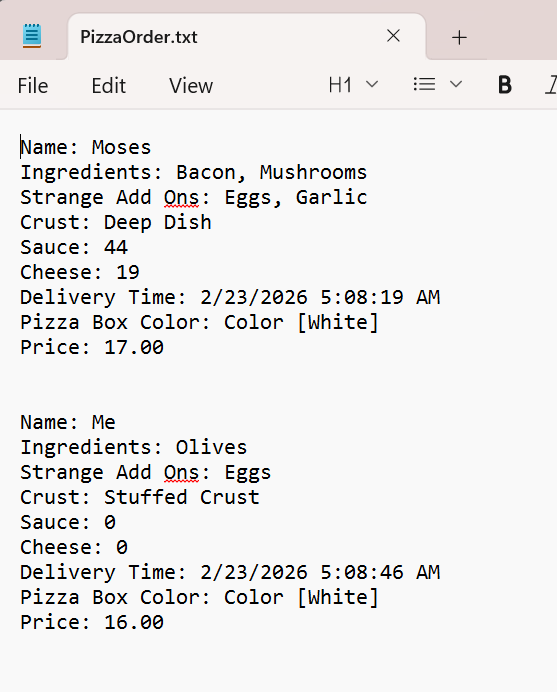 PizzaOrder.txt
File Edit View H1 B I
Name: Moses
Ingredients: Bacon, Mushrooms
Strange Add Ons: Eggs, Garlic
Crust: Deep Dish
Sauce: 44
Cheese: 19
Delivery Time: 2/23/2026 5:08:19 AM
Pizza Box Color: Color [White]
Price: 17.00
Name: Me
Ingredients: Olives
Strange Add Ons: Eggs
Crust: Stuffed Crust
Sauce: 0
Cheese: 0
Delivery Time: 2/23/2026 5:08:46 AM
Pizza Box Color: Color [White]
Price: 16.00